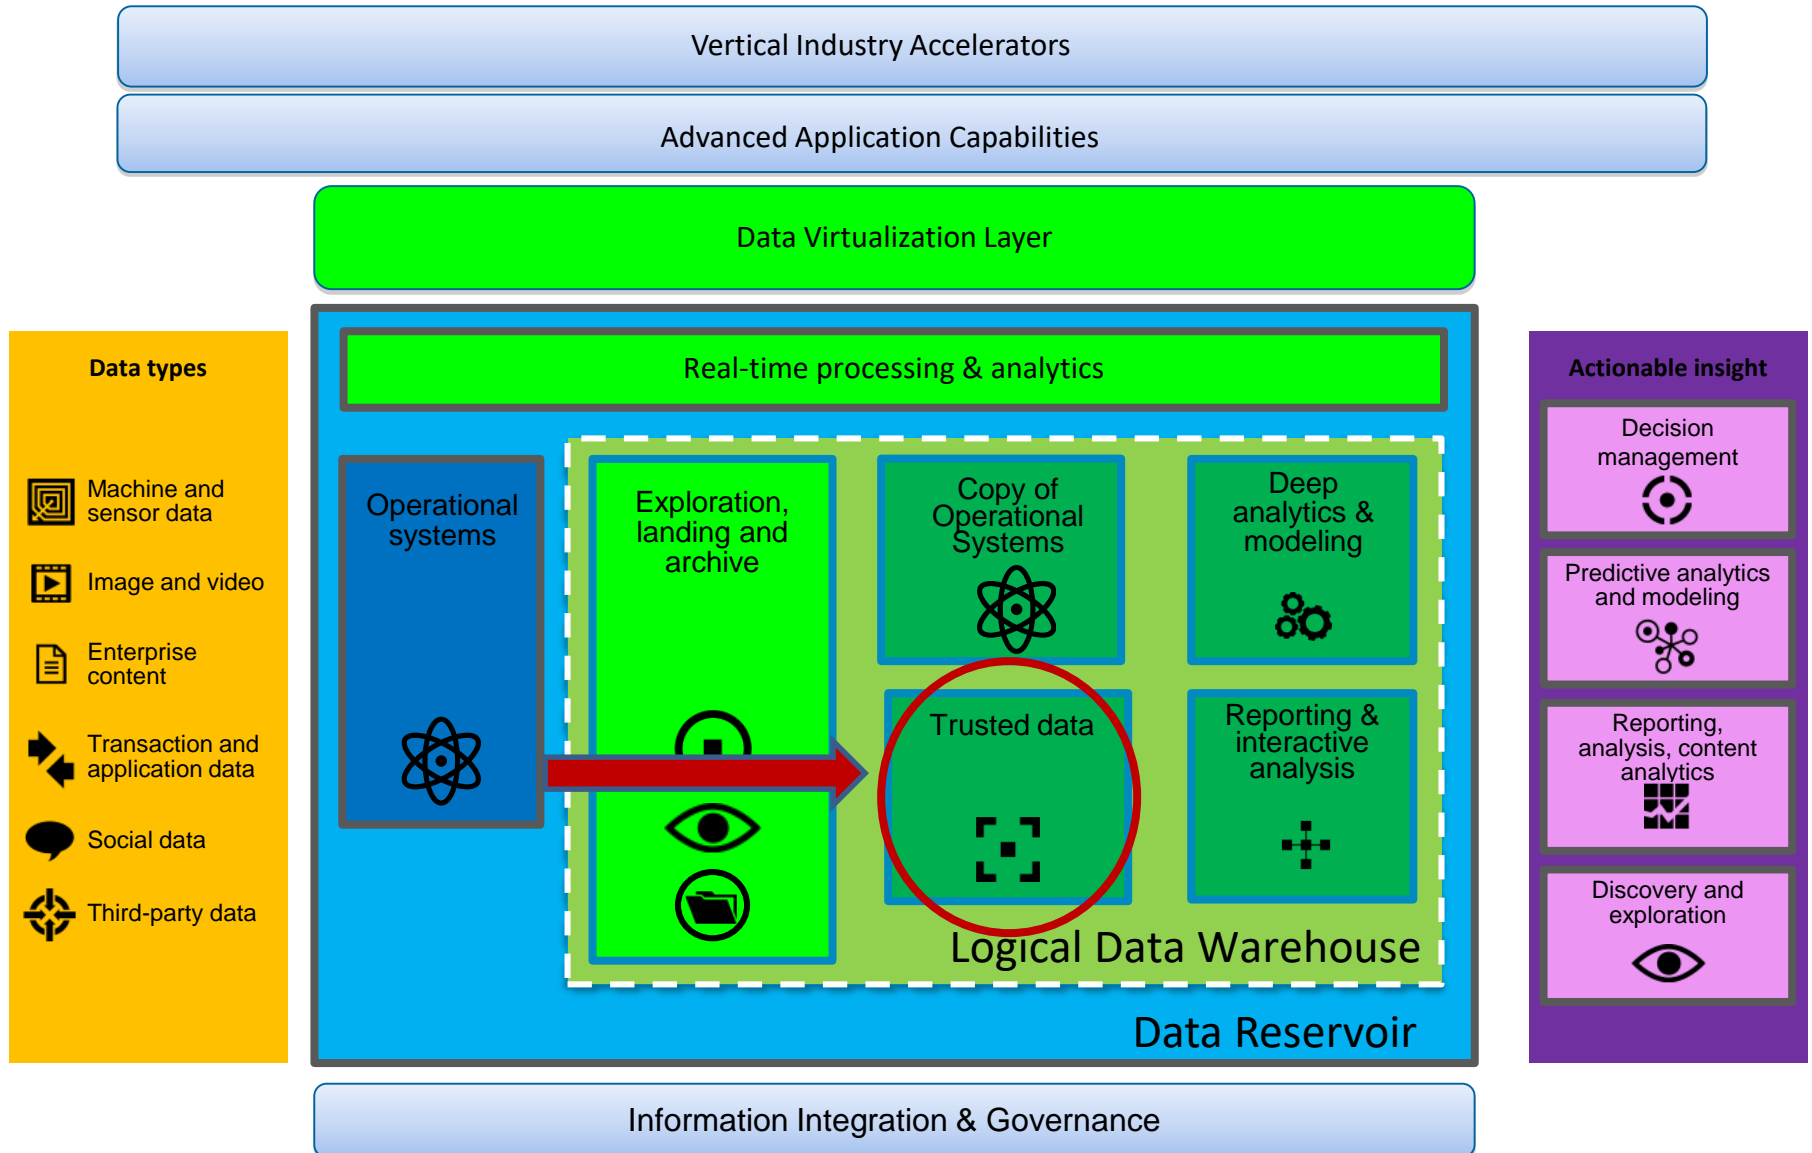 Vertical Industry Accelerators
Advanced Application Capabilities
Data Virtualization Layer
Data types
Machine and
sensor data
Image and video
Enterprise
content
Transaction and
application data
Social data
Third-party data
Real-time processing & analytics
Operational
systems
Exploration,
landing and
archive
Copy of
Operational
Systems
Deep
analytics &
modeling
Trusted data
Reporting &
interactive
analysis
Logical Data Warehouse
Data Reservoir
Actionable insight
Decision
management
Predictive analytics
and modeling
Reporting,
analysis, content
analytics
Discovery and
exploration
Information Integration & Governance